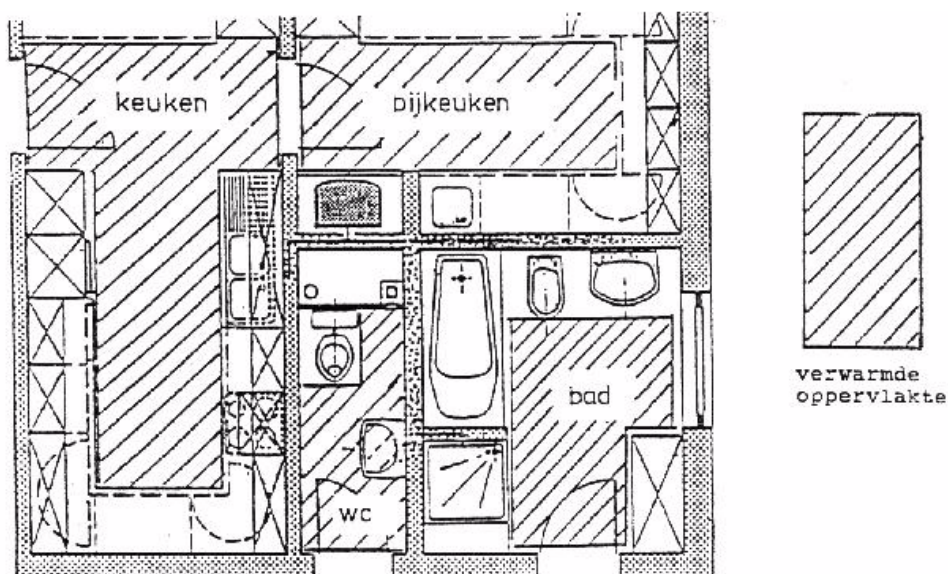 keuken
bijkeuken
bad
wc
verwarmde
oppervlakte